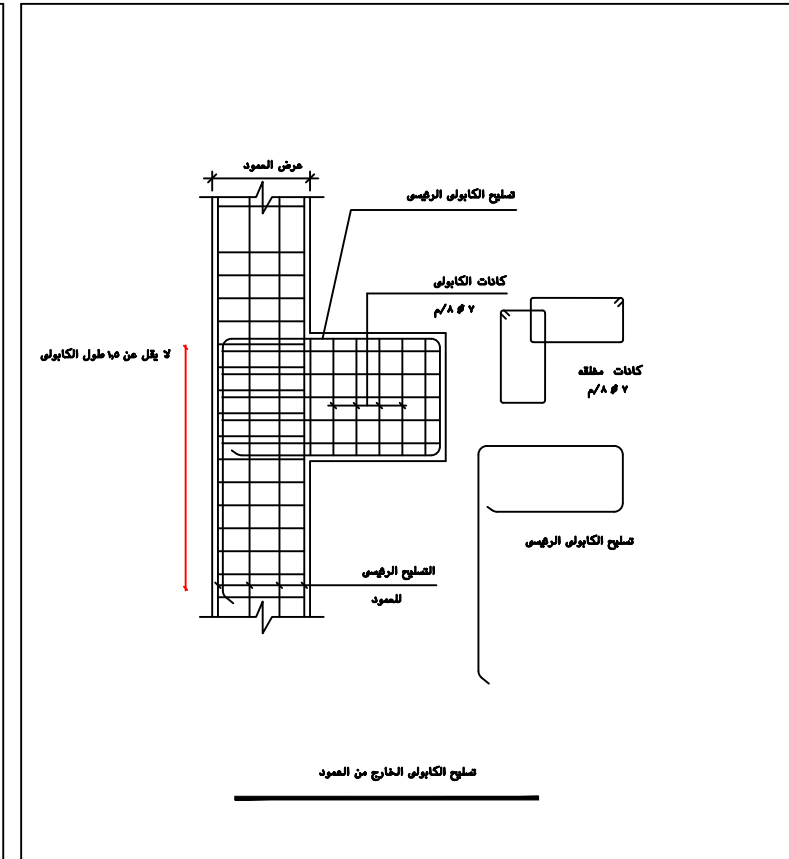 عرض العمود
تسليح الكابولى الرئيسى
كانات الكابولى
٧ Ø ٨/م
لا يقل عن ١,٥ طول الكابولى
كانات مغلقه
٧ Ø ٨/م
تسليح الكابولى الرئيسى
التسليح الرئيسى
للعمود
تسليح الكابولى الخارج من العمود